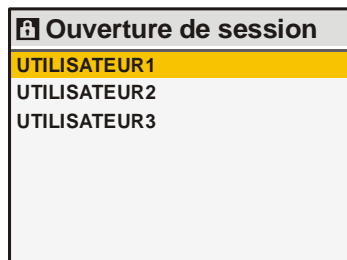 Ouverture de session
UTILISATEUR1
UTILISATEUR2
UTILISATEUR3